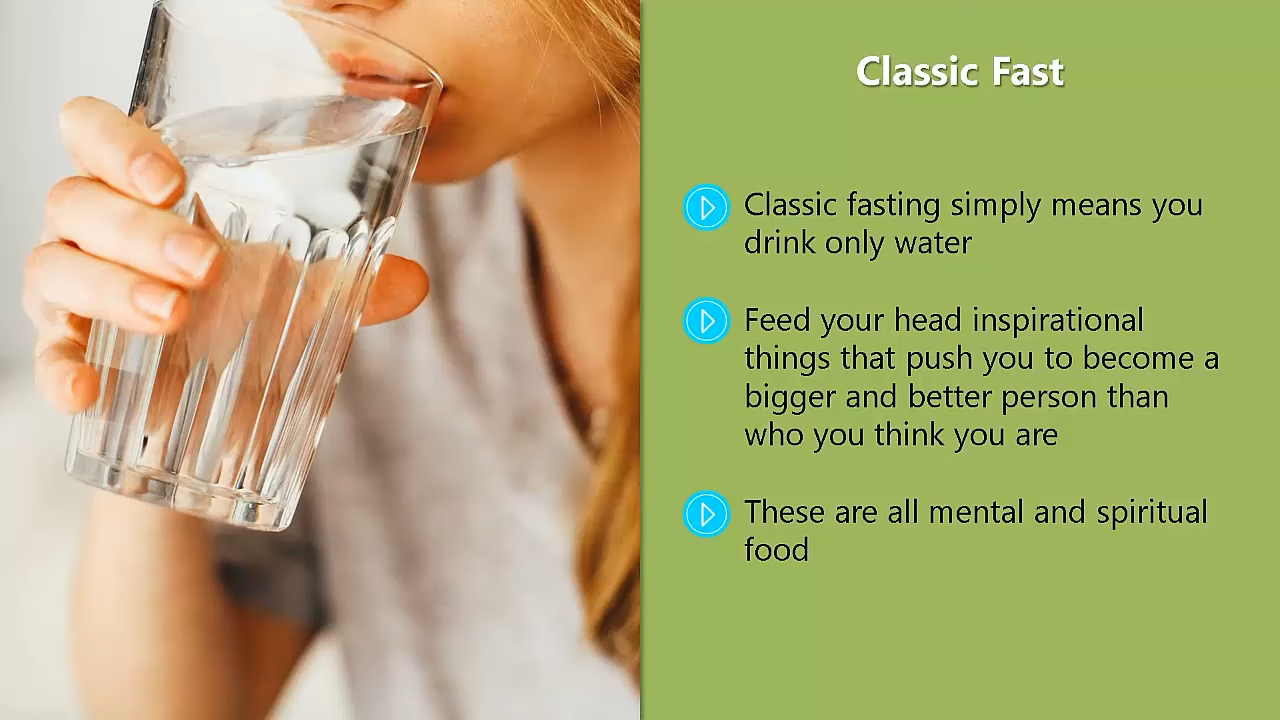 Classic Fast
Classic fasting simply means you
drink only water
Feed your head inspirational
things that push you to become a
bigger and better person than
who you think you are
These are all mental and spiritual
food